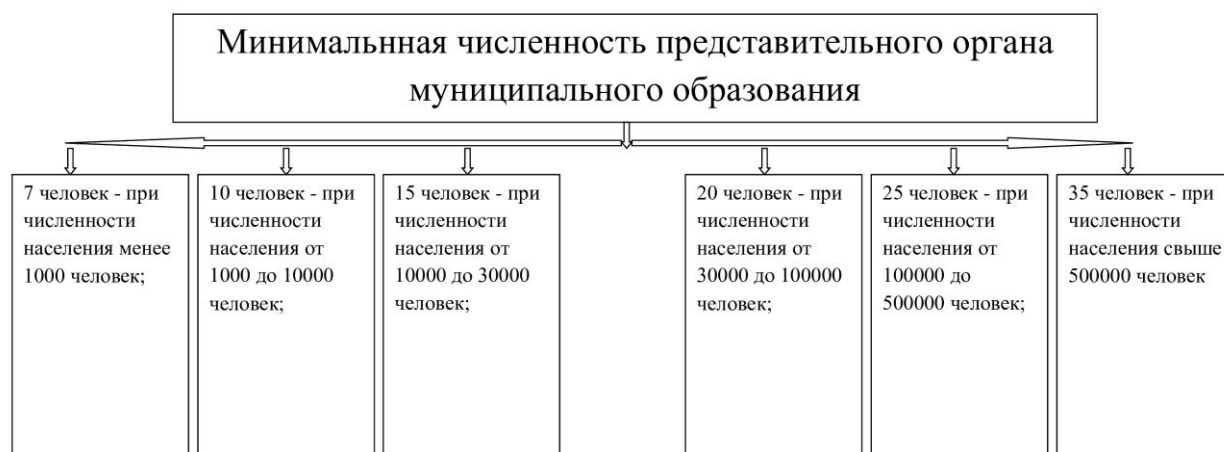 Минимальнная численность представительного органа
муниципального образования
7 человек - при
численности
населения менее
1000 человек;
10 человек - при
численности
населения от
1000 до 10000
человек;
15 человек - при
численности
населения от
10000 до 30000
человек;
20 человек - при
численности
населения от
30000 до 100000
человек;
25 человек - при
численности
населения от
100000 до
500000 человек;
35 человек - при
численности
населения свыше
500000 человек